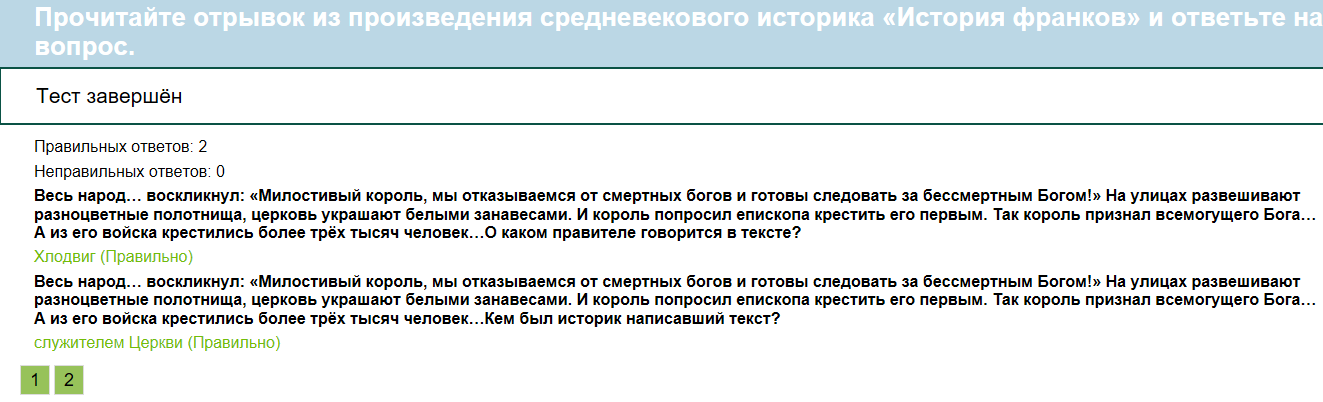 Прочитайте отрывок из произведения средневекового историка «История франков» и ответьте на
вопрос.
Тест завершён
Правильных ответов: 2
Неправильных ответов: 0
Весь народ… воскликнул: «Милостивый король, мы отказываемся от смертных богов и готовы следовать за бессмертным Богом!» На улицах развешивают
разноцветные полотнища, церковь украшают белыми занавесами. И король попросил епископа крестить его первым. Так король признал всемогущего Бога…
А из его войска крестились более трёх тысяч человек…О каком правителе говорится в тексте?
Хлодвиг (Правильно)
Весь народ… воскликнул: «Милостивый король, мы отказываемся от смертных богов и готовы следовать за бессмертным Богом!» На улицах развешивают
разноцветные полотнища, церковь украшают белыми занавесами. И король попросил епископа крестить его первым. Так король признал всемогущего Бога…
А из его войска крестились более трёх тысяч человек…Кем был историк написавший текст?
служителем Церкви (Правильно)
1 2